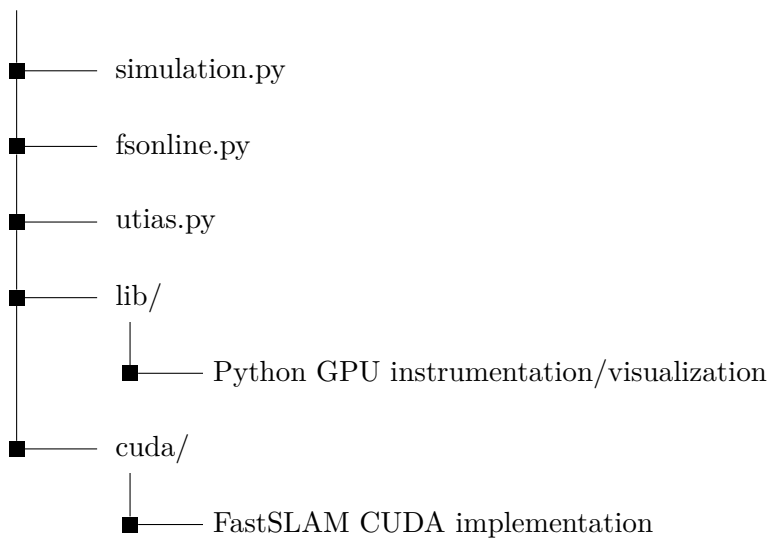 simulation.py
fsonline.py
utias.py
lib/
Python GPU instrumentation/visualization
cuda/
FastSLAM CUDA implementation